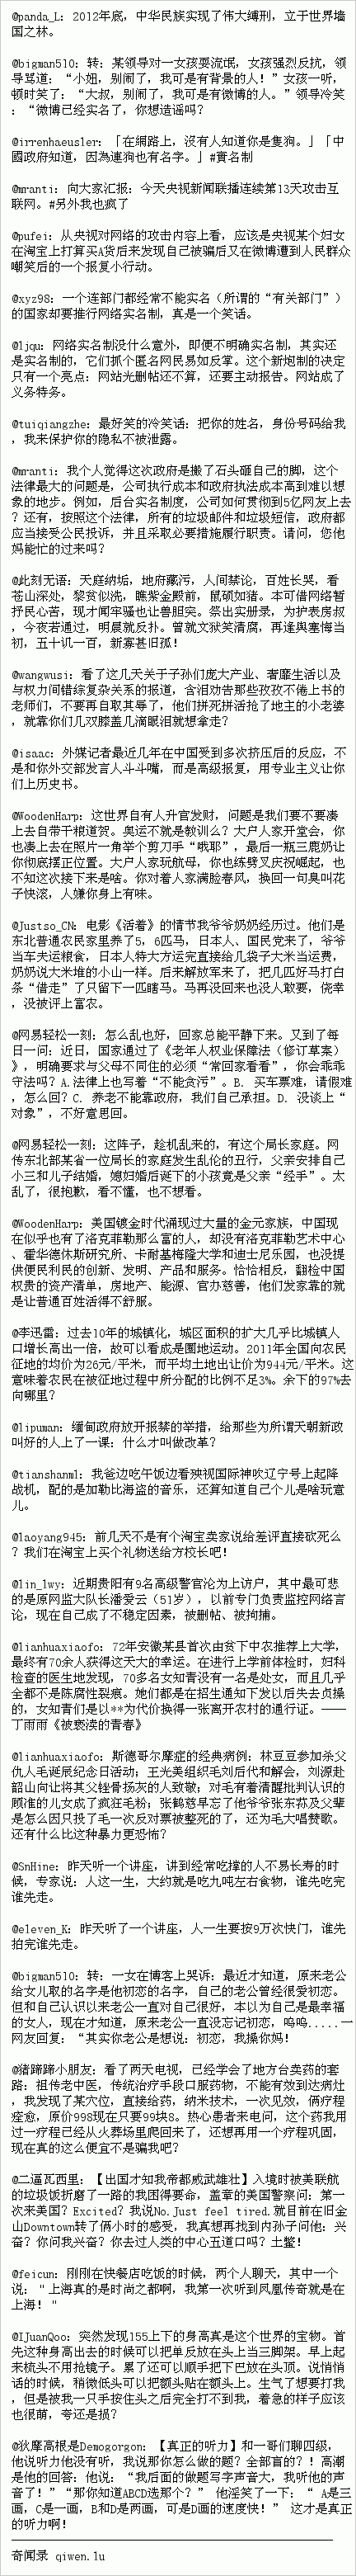 @panda_L: 2012年底，中华民族实现了伟大缚刑，立于世界墙
国之林。
@bigman510: 转：某领导对一女孩耍流氓，女孩强烈反抗，领
导骂道：“小妞，别闹了，我可是有背景的人！”女孩一听，
顿时笑了：“大叔，别闹了，我可是有微博的人。”领导冷笑
：“微博已经实名了，你想造谣吗？
@irrenhaeusler: 「在網路上，沒有人知道你是隻狗。」「中
國政府知道，因為連狗也有名字。」#實名制
@mranti: 向大家汇报：今天央视新闻联播连续第13天攻击互
联网。#另外我也疯了
@pufei: 从央视对网络的攻击内容上看，应该是央视某个妇女
在淘宝上打算买A货后来发现自己被骗后又在微博遭到人民群众
嘲笑后的一个报复小行动。
@xyz98: 一个连部门都经常不能实名（所谓的“有关部门”）
的国家却要推行网络实名制，真是一个笑话。
@ljqu: 网络实名制没什么意外，即便不明确实名制，其实还
是实名制的，它们抓个匿名网民易如反掌。这个新炮制的决定
只有一个亮点：网站光删帖还不算，还要主动报告。网站成了
义务特务。
@tuiqiangzhe: 最好笑的冷笑话：把你的姓名，身份号码给我
，我来保护你的隐私不被泄露。
@mranti: 我个人觉得这次政府是搬了石头砸自己的脚，这个
法律最大的问题是，公司执行成本和政府执法成本高到难以想
象的地步。例如，后台实名制度，公司如何贯彻到5亿网友上去
？还有，按照这个法律，所有的垃圾邮件和垃圾短信，政府都
应当接受公民投诉，并且采取必要措施履行职责。请问，您他
妈能忙的过来吗？
@此刻无语: 天庭纳垢，地府藏污，人间禁论，百姓长哭，看
苍山深处，黎贫似洗，瞧紫金殿前，鼠硕如猪。本可借网络暂
抒民心苦，现才闻牢骚也让善胆突。祭出实册录，为护表房叔
，今夜若通过，明晨就反扑。曾就文狱笑清腐，再逢舆塞悔当
初，五十讥一百，新寡甚旧孤！
@wangwusi: 看了这几天关于子孙们庞大产业、奢靡生活以及
与权力间错综复杂关系的报道，含泪劝告那些孜孜不倦上书的
老师们，不要再自取其辱了，他们拼死拼活抢了地主的小老婆
，就靠你们几双膝盖几滴眠泪就想拿走？
@isaac: 外媒记者最近几年在中国受到多次挤压后的反应，不
是和你外交部发言人斗斗嘴，而是高级报复，用专业主义让你
们上历史书。
@WoodenHarp: 这世界自有人升官发财，问题是我们要不要凑
上去自带干粮道贺。奥运不就是教训么？大户人家开堂会，你
也凑上去在照片一角举个剪刀手“哦耶”，最后一瓶三鹿奶让
你彻底摆正位置。大户人家玩航母，你也练劈叉庆祝崛起，也
不知这次接下来是啥。你对着人家满脸春风，换回一句臭叫花
子快滚，人嫌你身上有味。
@Justso_CN: 电影《活着》的情节我爷爷奶奶经历过。他们是
东北普通农民家里养了5，6匹马，日本人、国民党来了，爷爷
当车夫运粮食，日本人特大方运完直接给几袋子大米当运费，
奶奶说大米堆的小山一样。后来解放军来了，把几匹好马打白
条“借走”了只留下一匹瞎马。马再没回来也没人敢要，侥幸
，没被评上富农。
@网易轻松一刻: 怎么乱也好，回家总能平静下来。又到了每
日一问：近日，国家通过了《老年人权业保障法（修订草案）
》，明确要求与父母不同住的必须“常回家看看”，你会乖乖
守法吗？A.法律上也写着“不能贪污”。B. 买车票难，请假难
，怎么回？C. 养老不能靠政府，我们自己承担。D. 没谈上“
对象”，不好意思回。
@网易轻松一刻: 这阵子，趁机乱来的，有这个局长家庭。网
传东北部某省一位局长的家庭发生乱伦的丑行，父亲安排自己
小三和儿子结婚，媳妇婚后诞下的小孩竟是父亲“经手”。太
乱了，很抱歉，看不懂，也不想看。
@WoodenHarp: 美国镀金时代涌现过大量的金元家族，中国现
在似乎也有了洛克菲勒那么富的人，却没有洛克菲勒艺术中心
、霍华德休斯研究所、卡耐基梅隆大学和迪士尼乐园，也没提
供便民利民的创新、发明、产品和服务。恰恰相反，翻检中国
权贵的资产清单，房地产、能源、官办慈善，他们发家靠的就
是让普通百姓活得不舒服。
@李迅雷: 过去10年的城镇化，城区面积的扩大几乎比城镇人
口增长高出一倍，故可以看成是圈地运动。2011年全国向农民
征地的均价为26元/平米，而平均土地出让价为944元/平米。这
意味着农民在被征地过程中所分配的比例不足3%。余下的97%去
向哪里？
@lipuman: 缅甸政府放开报禁的举措，给那些为所谓天朝新政
叫好的人上了一课：什么才叫做改革？
@tianshanml: 我爸边吃午饭边看殃视国际神吹辽宁号上起降
战机，配的是加勒比海盗的音乐，还算知道自己个儿是啥玩意
儿。
@laoyang945: 前几天不是有个淘宝卖家说给差评直接砍死么
？我们在淘宝上买个礼物送给方校长吧！
@lin_lwy: 近期贵阳有9名高级警官沦为上访户，其中最可悲
的是原网监大队长潘爱云（51岁），以前专门负责监控网络言
论，现在自己成了不稳定因素，被删帖、被拘捕。
@lianhuaxiaofo: 72年安徽某县首次由贫下中农推荐上大学，
最终有70余人获得这天大的幸运。在进行上学前体检时，妇科
检查的医生地发现，70多名女知青没有一名是处女，而且几乎
全都不是陈腐性裂痕。她们都是在招生通知下发以后失去贞操
的，女知青们是以**为代价换得一张离开农村的通行证。——
丁雨雨《被亵渎的青春》
@lianhuaxiaofo: 斯德哥尔摩症的经典病例：林豆豆参加杀父
仇人毛诞辰纪念日活动；王光美组织毛刘后代和解会，刘源赴
韶山向让将其父锉骨扬灰的人致敬；对毛有着清醒批判认识的
顾准的儿女成了疯狂毛粉；张鹤慈早忘了他爷爷张东荪及父辈
是怎么因只投了毛一次反对票被整死的了，还为毛大唱赞歌。
还有什么比这种暴力更恐怖？
@SnHine: 昨天听一个讲座，讲到经常吃撑的人不易长寿的时
候，专家说：人这一生，大约就是吃九吨左右食物，谁先吃完
谁先走。
@eleven_K: 昨天听了一个讲座，人一生要按9万次快门，谁先
拍完谁先走。
@bigman510: 转：一女在博客上哭诉：最近才知道，原来老公
给女儿取的名字是他初恋的名字，自己的老公曾经很爱初恋。
但和自己认识以来老公一直对自己很好，本以为自己是最幸福
的女人，现在才知道，原来老公一直没忘记初恋，呜呜.....一
网友回复：“其实你老公是想说：初恋，我操你妈！
@猪蹄蹄小朋友: 看了两天电视，已经学会了地方台卖药的套
路：祖传老中医，传统治疗手段口服药物，不能有效到达病灶
，我发现了某穴位，直接给药，纳米技术，一次见效，俩疗程
痊愈，原价998现在只要99块8。热心患者来电问，这个药我用
过一疗程已经从火葬场里爬回来了，还想再用一个疗程巩固，
现在真的这么便宜不是骗我吧？
@二逼瓦西里: 【出国才知我帝都威武雄壮】入境时被美联航
的垃圾饭折磨了一路的我困得要命，盖章的美国警察问：第一
次来美国？Excited？我说No.Just feel tired.就目前在旧金
山Downtown转了俩小时的感受，我真想再找到内孙子问他：兴
奋？你问我兴奋？你去过人类的中心五道口吗？土鳖！
@feicun: 刚刚在快餐店吃饭的时候，两个人聊天，其中一个
说："上海真的是时尚之都啊，我第一次听到凤凰传奇就是在
上海！"
@IJuanQoo: 突然发现155上下的身高真是这个世界的宝物。首
先这种身高出去的时候可以把单反放在头上当三脚架。早上起
来梳头不用抢镜子。累了还可以顺手把下巴放在头顶。说悄悄
话的时候，稍微低头可以把额头贴在额头上。生气了想要打我
，但是被我一只手按住头之后完全打不到我，着急的样子应该
也很萌，夸还是损？
@狄摩高根是Demogorgon: 【真正的听力】和一哥们聊四级，
他说听力他没有听，我说那你怎么做的题？全部盲的？！高潮
是他的回答：他说：“我后面的做题写字声音大，我听他的声
音了！”“那你知道ABCD选那个？” 他淫笑了一下：“ A是三
画，C是一画，B和D是两画，可是D画的速度快！” 这才是真正
的听力啊！
奇闻录 qiwen.lu